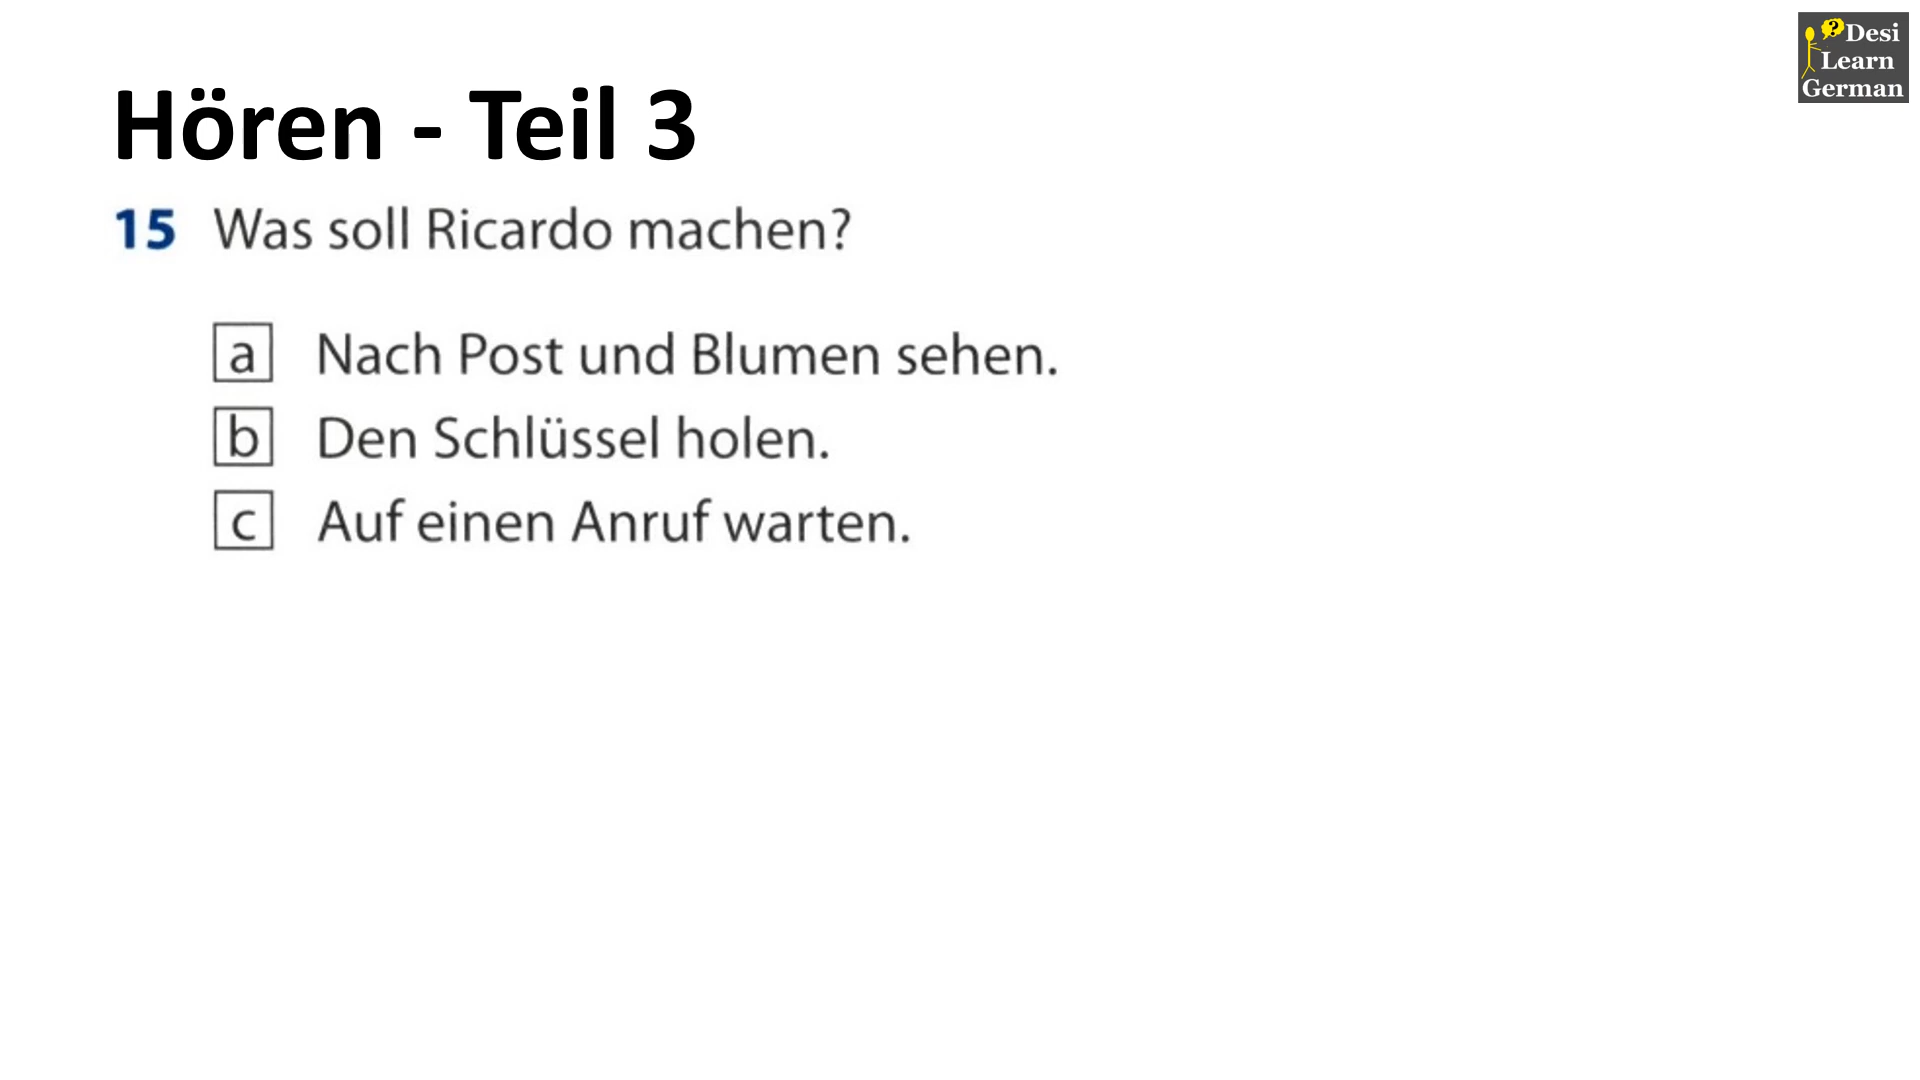 ? Desi
Learn
German
Hören - Teil 3
15 Was soll Ricardo machen?
a Nach Post und Blumen sehen.
b Den Schlüssel holen.
c Auf einen Anruf warten.